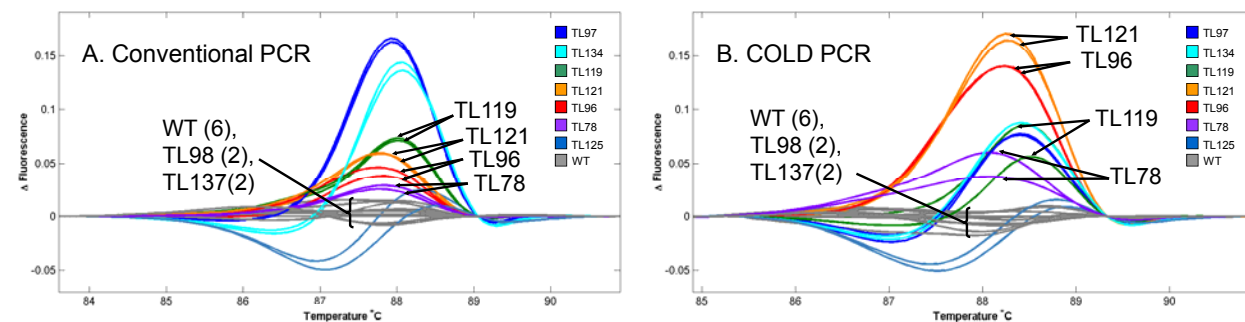 A. Conventional PCR
Δ Fluorescence
0.15
0.1
0.05
0
-0.05
WT (6),
TL98 (2),
TL137(2)
TL119
TL121
TL96
TL78
TL97
TL134
TL119
TL121
TL96
TL78
TL125
WT
84
85
86
87
88
89
90
Temperature °C
B. COLD PCR
Δ Fluorescence
0.15
0.1
0.05
0
-0.05
WT (6),
TL98 (2),
TL137(2)
TL121
TL96
TL119
TL78
TL97
TL134
TL119
TL121
TL96
TL78
TL125
WT
85
86
87
88
89
90
Temperature °C